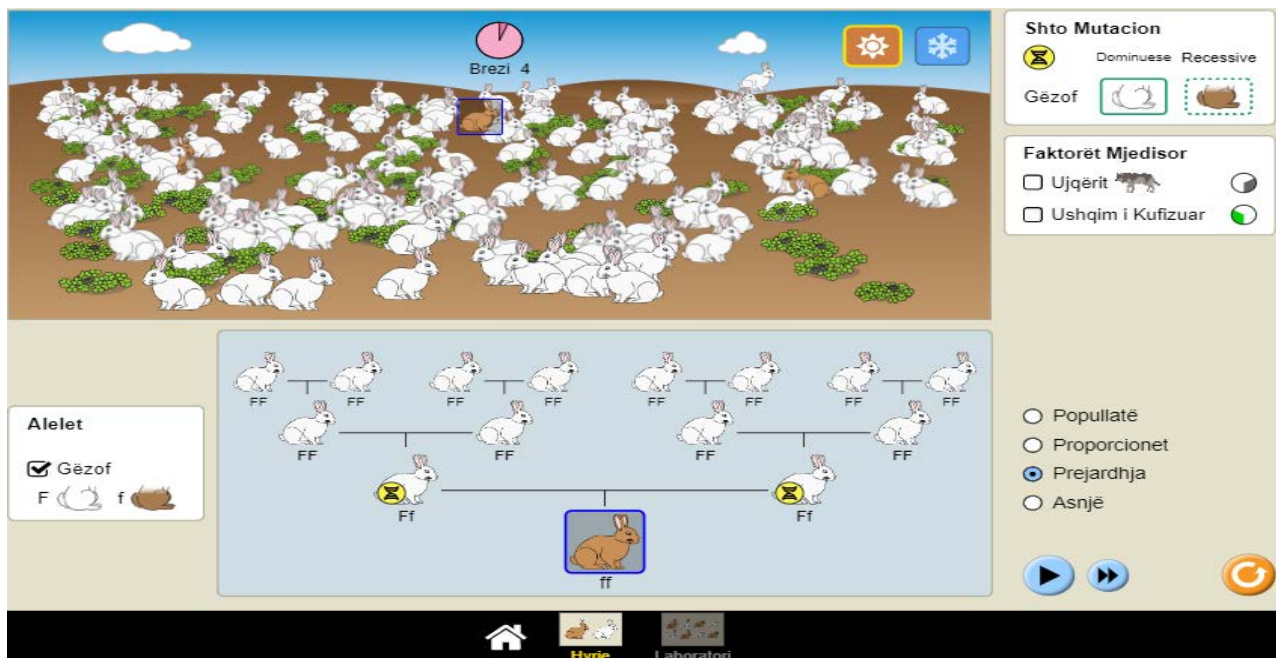 Brezi 4
Shto Mutacion
Dominuese Recessive
Gëzof
Faktorët Mjedisor
Ujqërit
Ushqim i Kufizuar
FF FF FF FF FF FF FF FF
FF FF FF FF
Ff Ff
ff
Alelet
Gëzof
F f
Popullatë
Proporcionet
Prejardhja
Asnjë
Hyrje Laboratori